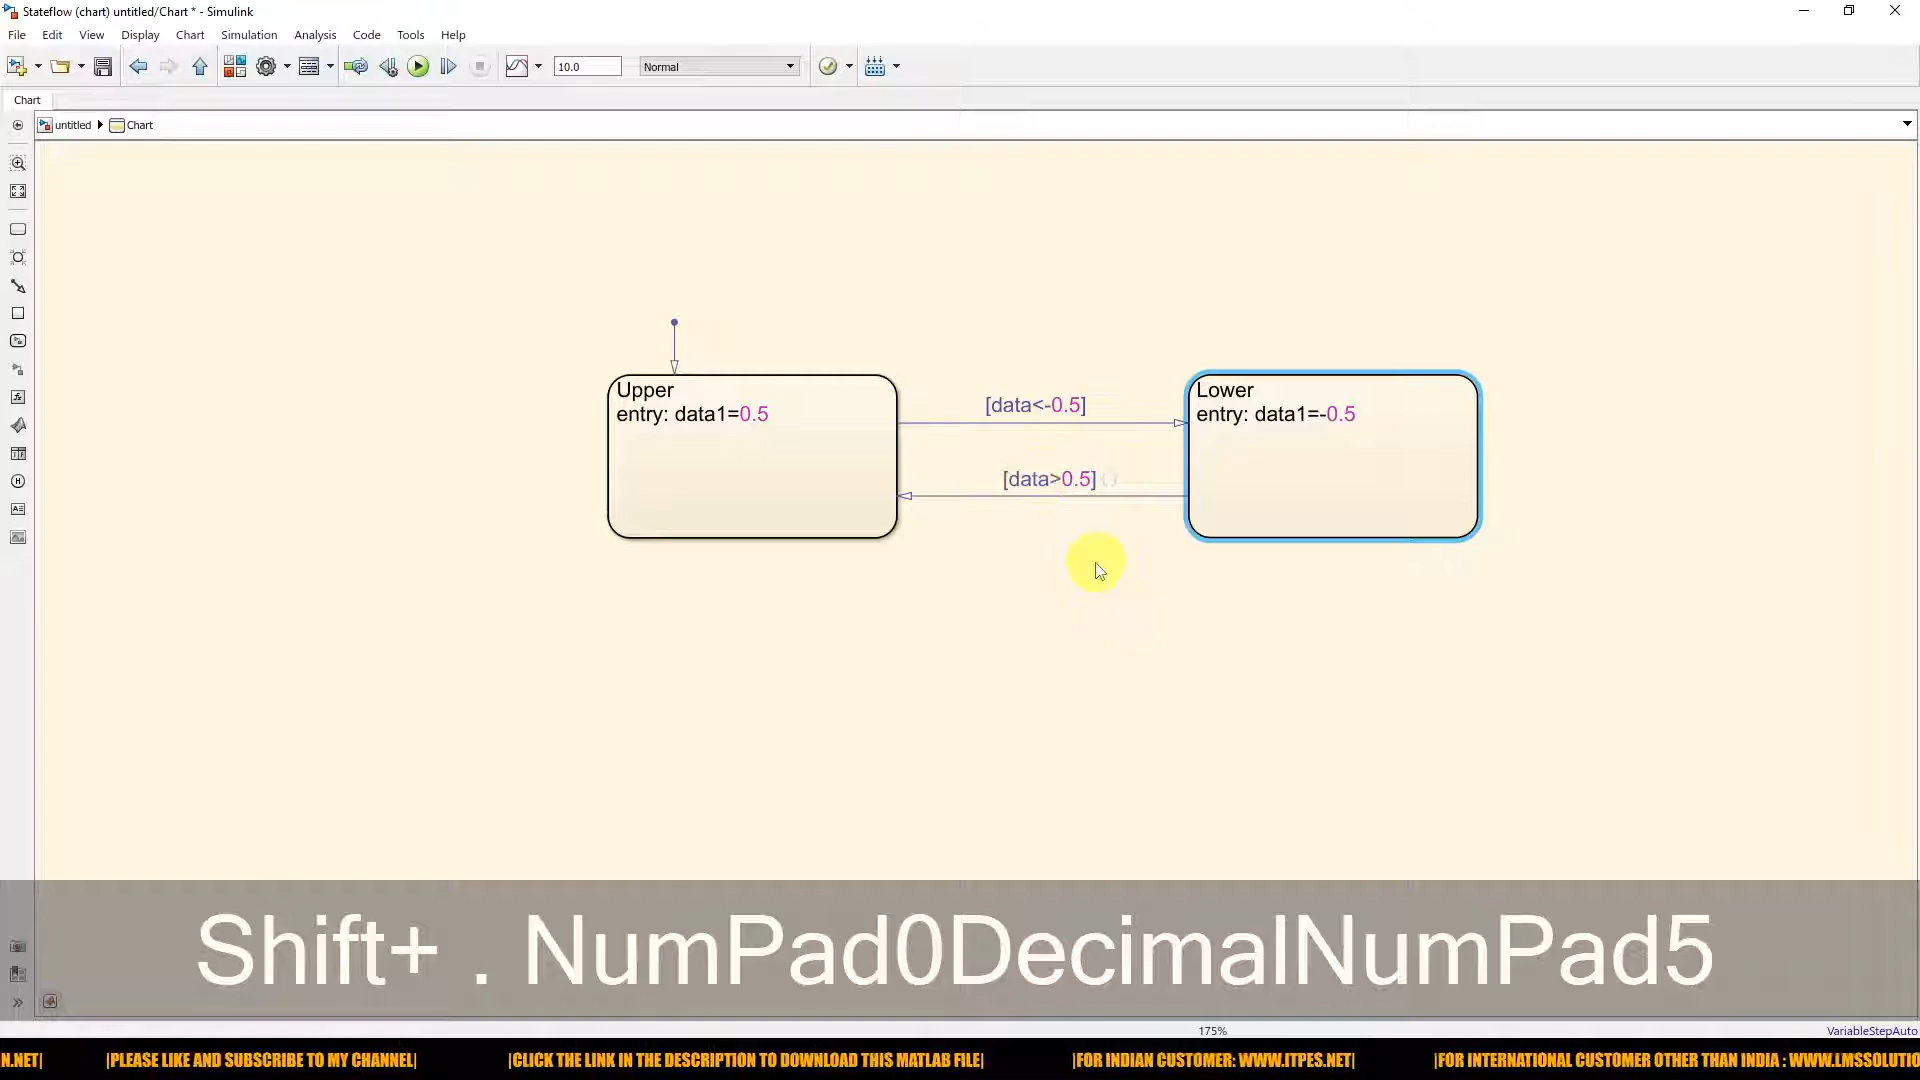 Stateflow (chart) untitled/Chart * - Simulink
File Edit View Display Chart Simulation Analysis Code Tools Help
10.0 Normal
Chart
untitled Chart
Upper
entry: data1=0.5
[data<-0.5]
[data>0.5]
Lower
entry: data1=-0.5
Shift+ . NumPad0DecimalNumPad5
175% VariableStepAuto
N.NET| |PLEASE LIKE AND SUBSCRIBE TO MY CHANNEL| |CLICK THE LINK IN THE DESCRIPTION TO DOWNLOAD THIS MATLAB FILE| |FOR INDIAN CUSTOMER: WWW.ITPES.NET| |FOR INTERNATIONAL CUSTOMER OTHER THAN INDIA : WWW.LMSSOLUTIO